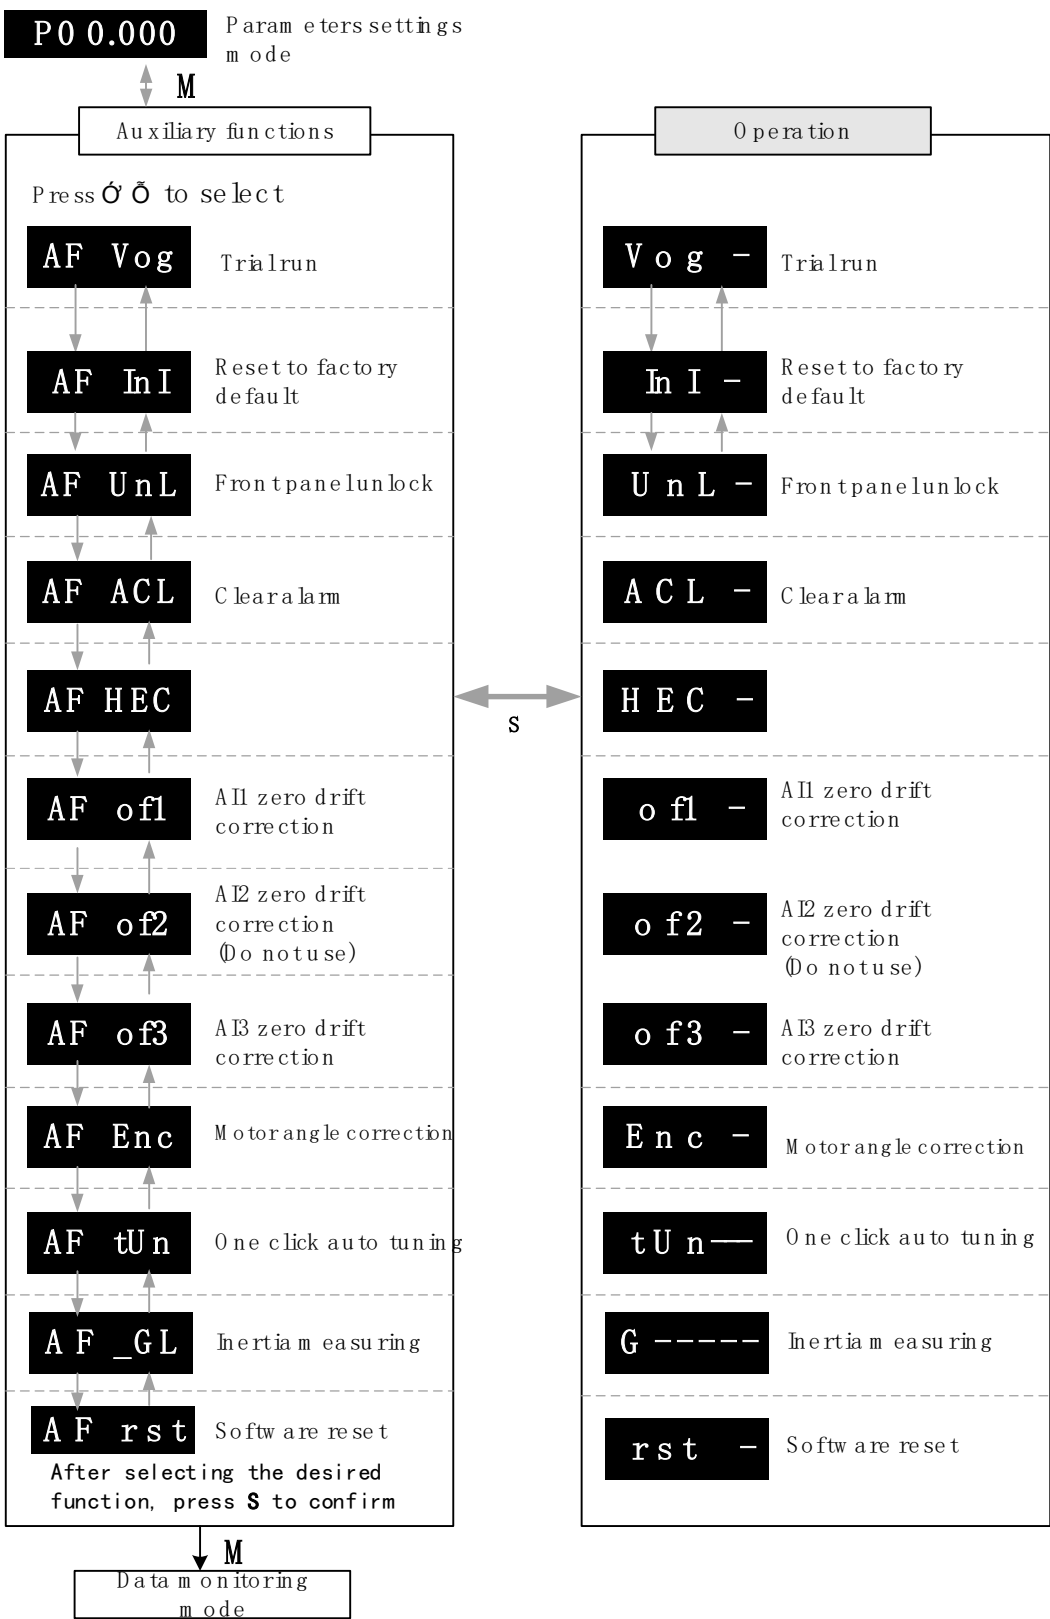 P0 0.000
Parameters settings
mode
M
Auxiliary functions
Press Ớ Ỗ to select
AF Vog
Trial run
AF InI
Reset to factory
default
AF UnL
Front panel unlock
AF ACL
Clear alarm
AF HEC
AF of1
AI1 zero drift
correction
AF of2
AI2 zero drift
correction
(Do not use)
AF of3
AI3 zero drift
correction
AF Enc
Motor angle correction
AF tUn
One click auto tuning
AF _GL
Inertia measuring
AF rst
Software reset
After selecting the desired
function, press S to confirm
M
Data monitoring
mode
S
Operation
Vog -
Trial run
InI -
Reset to factory
default
UnL -
Front panel unlock
ACL -
Clear alarm
HEC -
of1 -
AI1 zero drift
correction
of2 -
AI2 zero drift
correction
(Do not use)
of3 -
AI3 zero drift
correction
Enc -
Motor angle correction
tUn--
One click auto tuning
G -----
Inertia measuring
rst -
Software reset